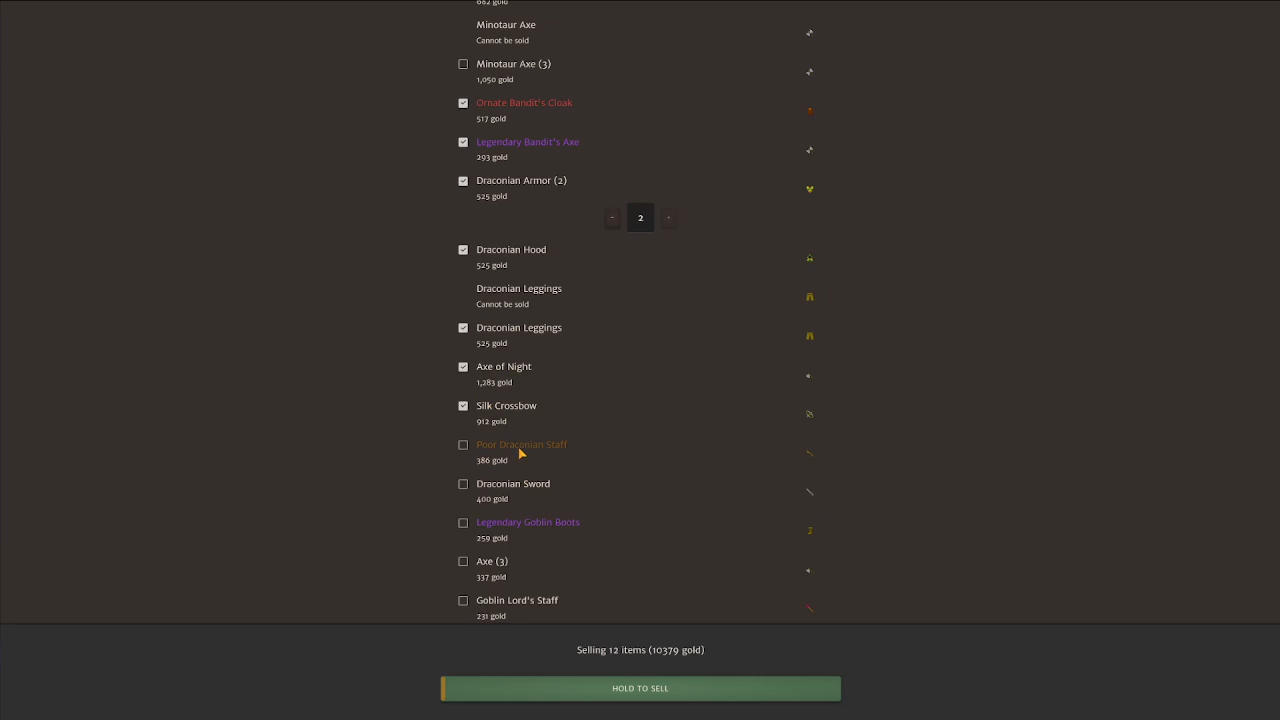 682 gold
Minotaur Axe
Cannot be sold
Minotaur Axe (3)
1,050 gold
Ornate Bandit's Cloak
517 gold
Legendary Bandit's Axe
293 gold
Draconian Armor (2)
525 gold
- 2 +
Draconian Hood
525 gold
Draconian Leggings
Cannot be sold
Draconian Leggings
525 gold
Axe of Night
1,283 gold
Silk Crossbow
912 gold
Poor Draconian Staff
386 gold
Draconian Sword
400 gold
Legendary Goblin Boots
259 gold
Axe (3)
337 gold
Goblin Lord's Staff
231 gold
Selling 12 items (10379 gold)
HOLD TO SELL